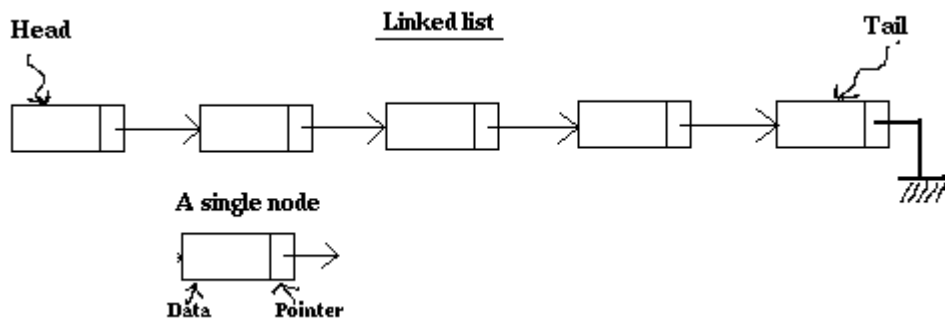 Linked list
Head
Tail
A single node
Data
Pointer